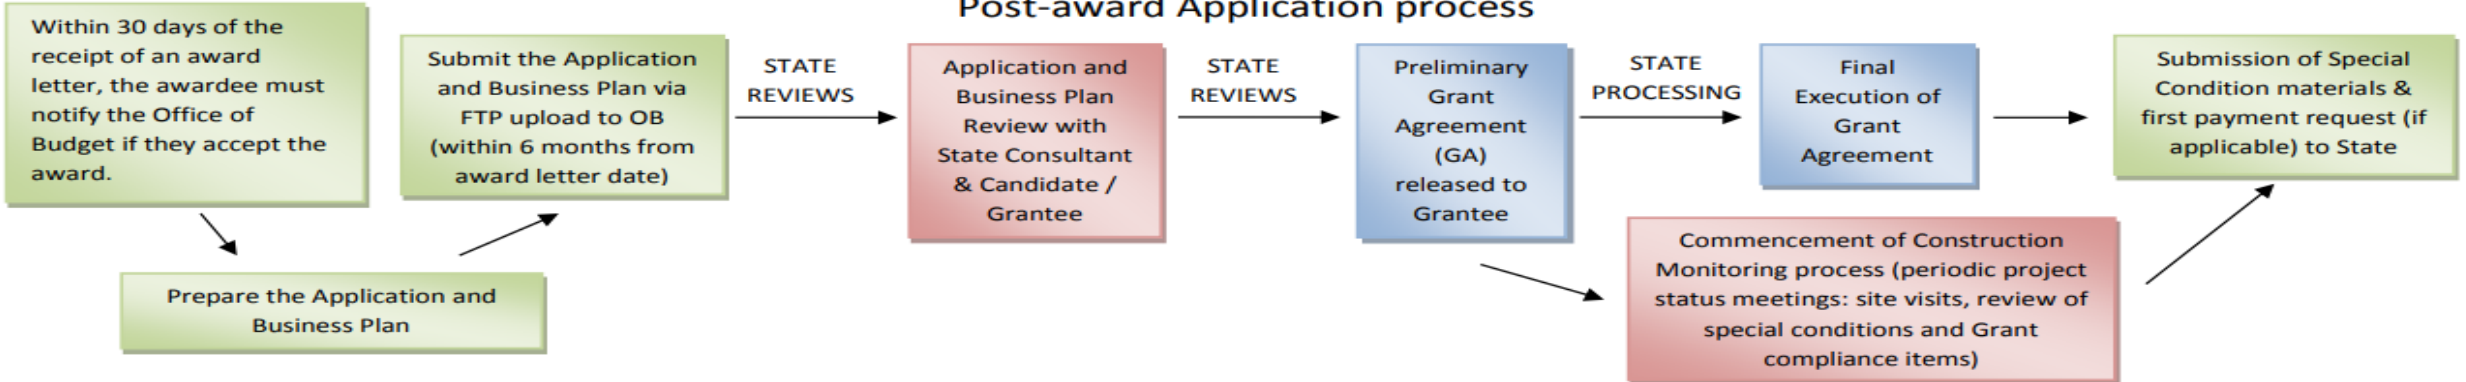 Post-award Application process
Within 30 days of the
receipt of an award
letter, the awardee must
notify the Office of
Budget if they accept the
award.
Prepare the Application and
Business Plan
Submit the Application
and Business Plan via
FTP upload to OB
(within 6 months from
award letter date)
STATE
REVIEWS
Application and
Business Plan
Review with
State Consultant
& Candidate /
Grantee
STATE
REVIEWS
Preliminary
Grant
Agreement
(GA)
released to
Grantee
STATE
PROCESSING
Final
Execution of
Grant
Agreement
Commencement of Construction
Monitoring process (periodic project
status meetings: site visits, review of
special conditions and Grant
compliance items)
Submission of Special
Condition materials &
first payment request (if
applicable) to State